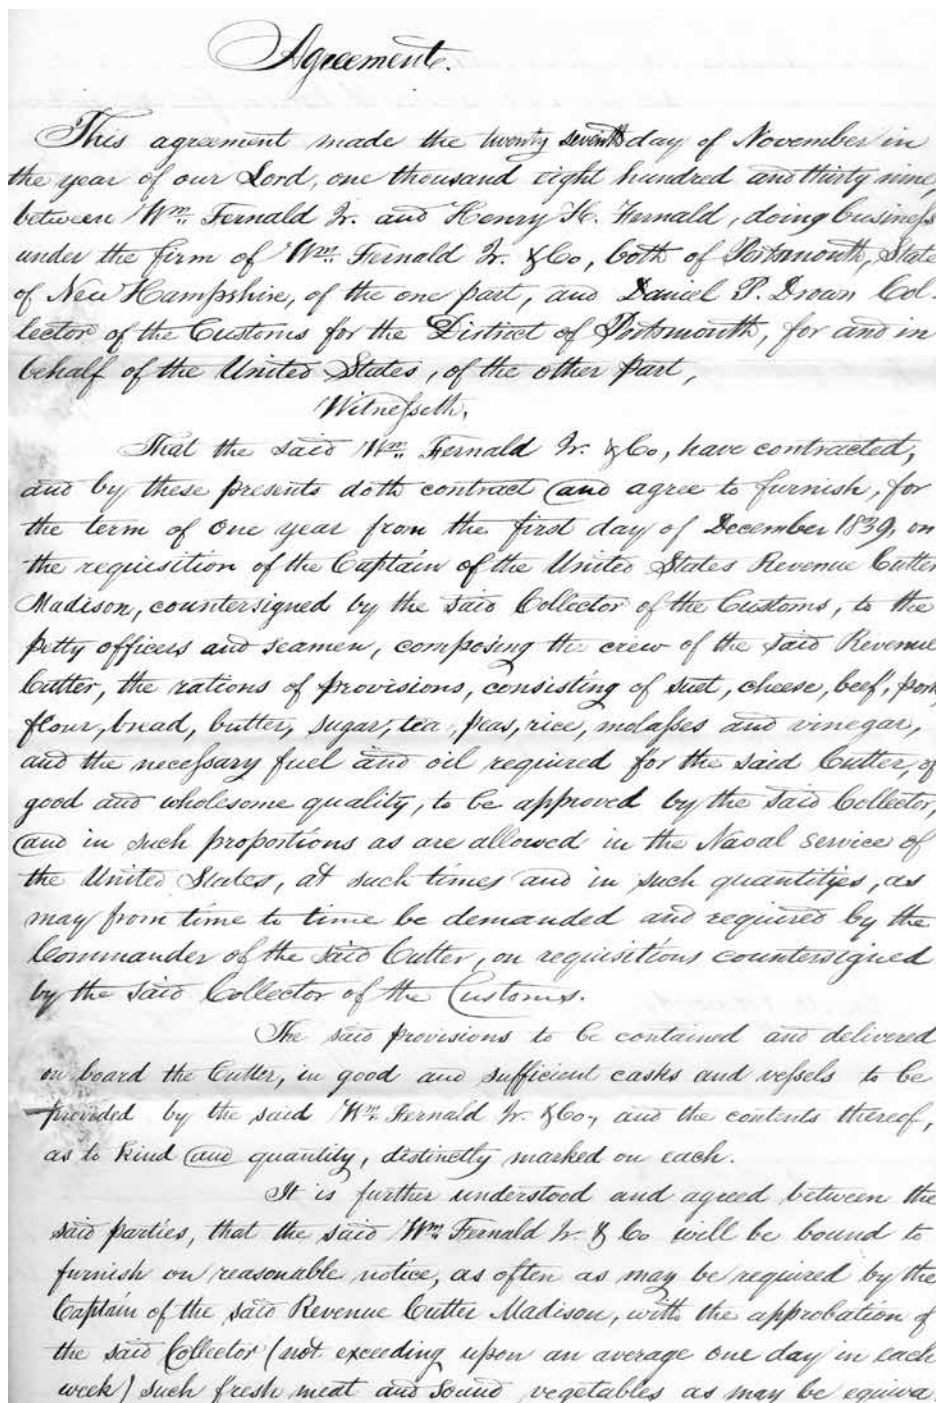 Agreement.
This agreement made the twenty seventh day of November in
the year of our Lord, one thousand eight hundred and thirty nine,
between Wm. Fernald Jr. and Henry H. Fernald, doing business
under the firm of Wm. Fernald Jr. & Co, both of Portsmouth, State
of New Hampshire, of the one part, and Daniel P. Drown Col-
lector of the Customs for the District of Portsmouth, for and in
behalf of the United States, of the other part,
Witnesseth,
That the said Wm. Fernald Jr. & Co, have contracted,
and by these presents doth contract and agree to furnish, for
the term of one year from the first day of December 1839, on
the requisition of the Captain of the United States Revenue Cutter
Madison, countersigned by the said Collector of the Customs, to the
petty officers and seamen, composing the crew of the said Revenue
Cutter, the rations of provisions, consisting of suet, cheese, beef, pork,
flour, bread, butter, sugar, tea, peas, rice, molasses and vinegar,
and the necessary fuel and oil required for the said Cutter, of
good and wholesome quality, to be approved by the said Collector,
and in such proportions as are allowed in the Naval service of
the United States, at such times and in such quantityes, as
may from time to time be demanded and required by the
Commander of the said Cutter, on requisitions countersigned
by the said Collector of the Customs.
The said provisions to be contained and delivered
on board the Cutter, in good and sufficient casks and vessels to be
provided by the said Wm. Fernald Jr. & Co, and the contents thereof,
as to kind and quantity, distinctly marked on each.
It is further understood and agreed between the
said parties, that the said Wm. Fernald Jr & Co will be bound to
furnish on reasonable notice, as often as may be required by the
Captain of the said Revenue Cutter Madison, with the approbation of
the said Collector (not exceeding upon an average one day in each
week) such fresh meat and sound vegetables as may be equiva-